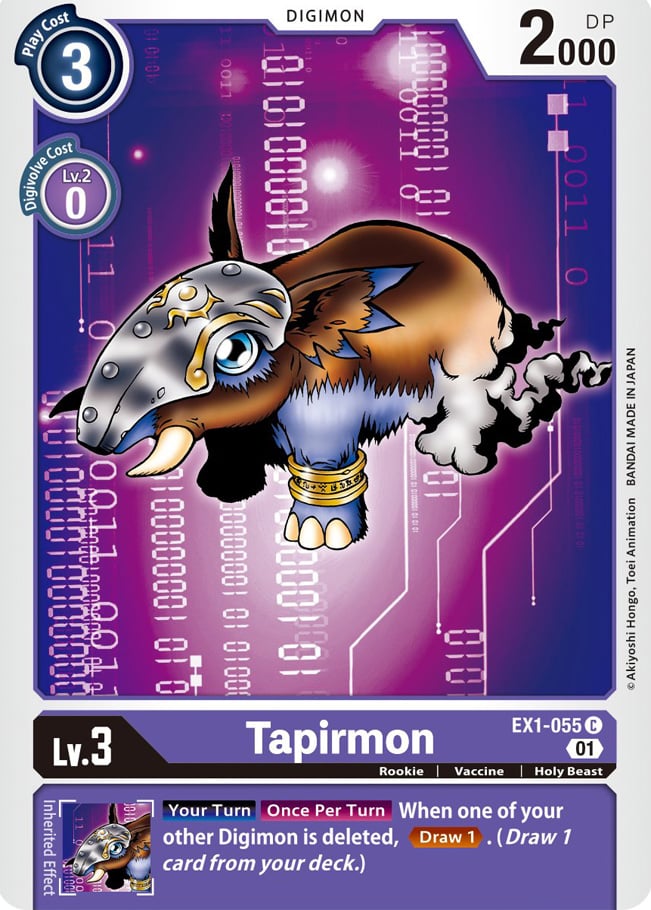 DIGIMON
Play Cost
3
DP
2000
Digivolve Cost
Lv.2
0
© Akiyoshi Hongo, Toei Animation BANDAI MADE IN JAPAN
Lv.3
Tapirmon
EX1-055 C
01
Rookie | Vaccine | Holy Beast
Inherited Effect
Your Turn Once Per Turn When one of your
other Digimon is deleted, Draw 1 . (Draw 1
card from your deck.)